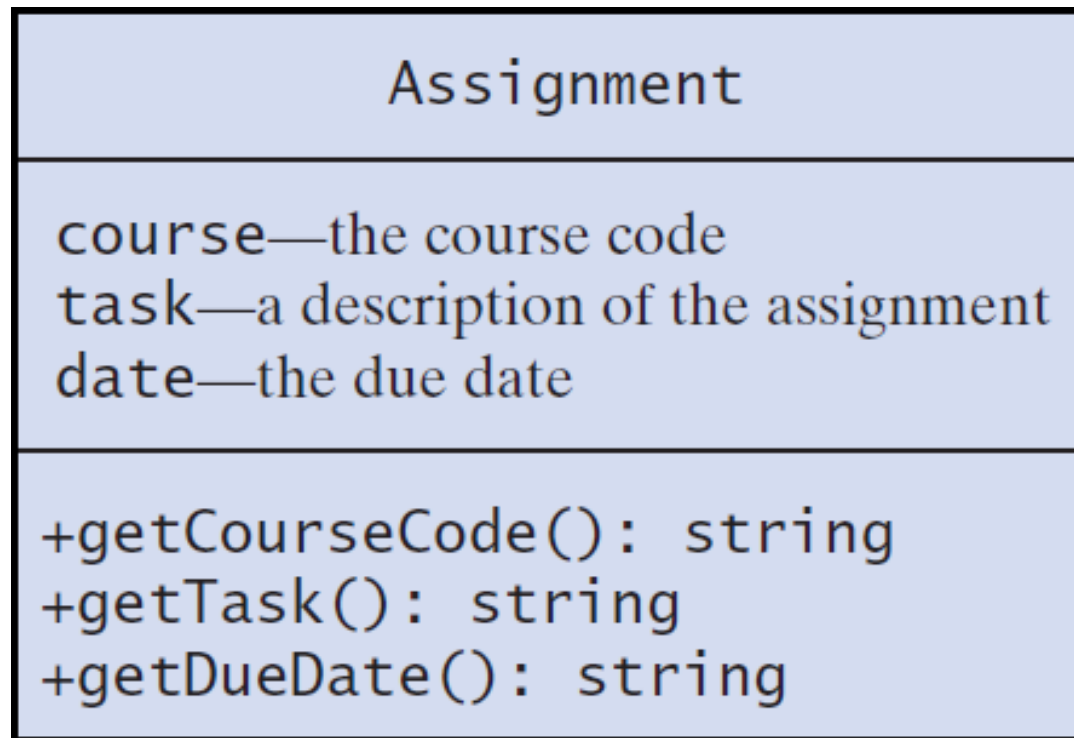 Assignment
course—the course code
task—a description of the assignment
date—the due date
+getCourseCode(): string
+getTask(): string
+getDueDate(): string